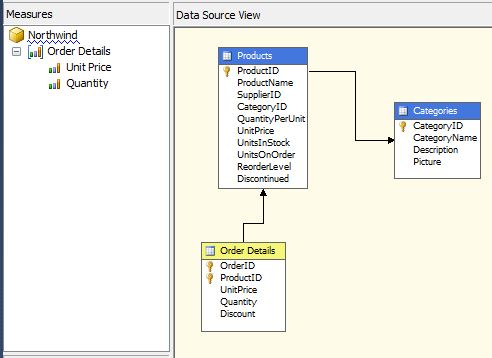 Measures
Northwind
Order Details
Unit Price
Quantity
Data Source View
Products
ProductID
ProductName
SupplierID
CategoryID
QuantityPerUnit
UnitPrice
UnitsInStock
UnitsOnOrder
ReorderLevel
Discontinued
Categories
CategoryID
CategoryName
Description
Picture
Order Details
OrderID
ProductID
UnitPrice
Quantity
Discount